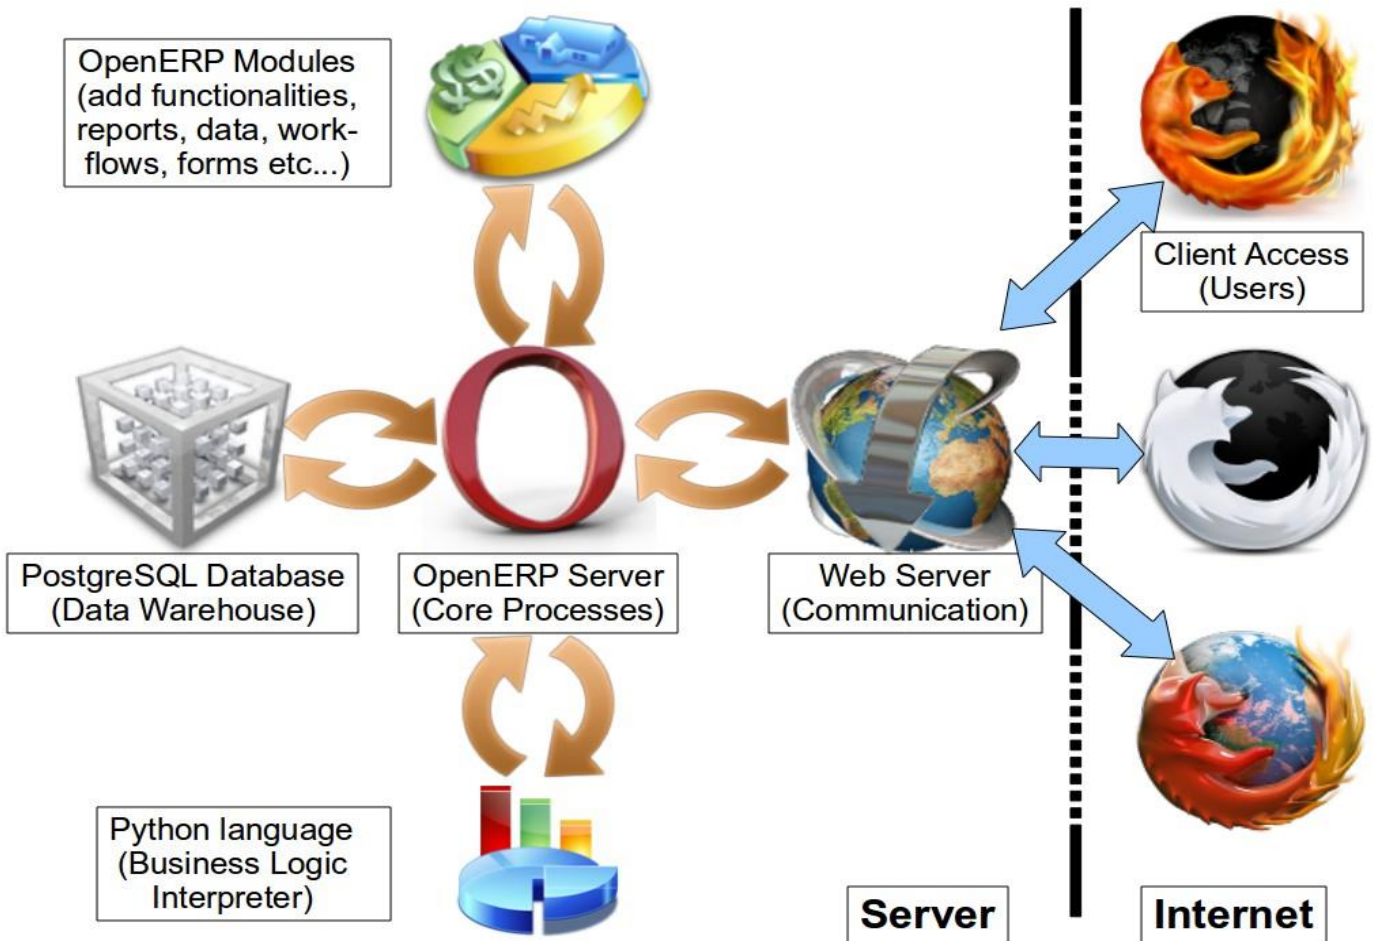 OpenERP Modules
(add functionalities,
reports, data, work-
flows, forms etc...)
Client Access
(Users)
PostgreSQL Database
(Data Warehouse)
OpenERP Server
(Core Processes)
Web Server
(Communication)
Python language
(Business Logic
Interpreter)
Server
Internet